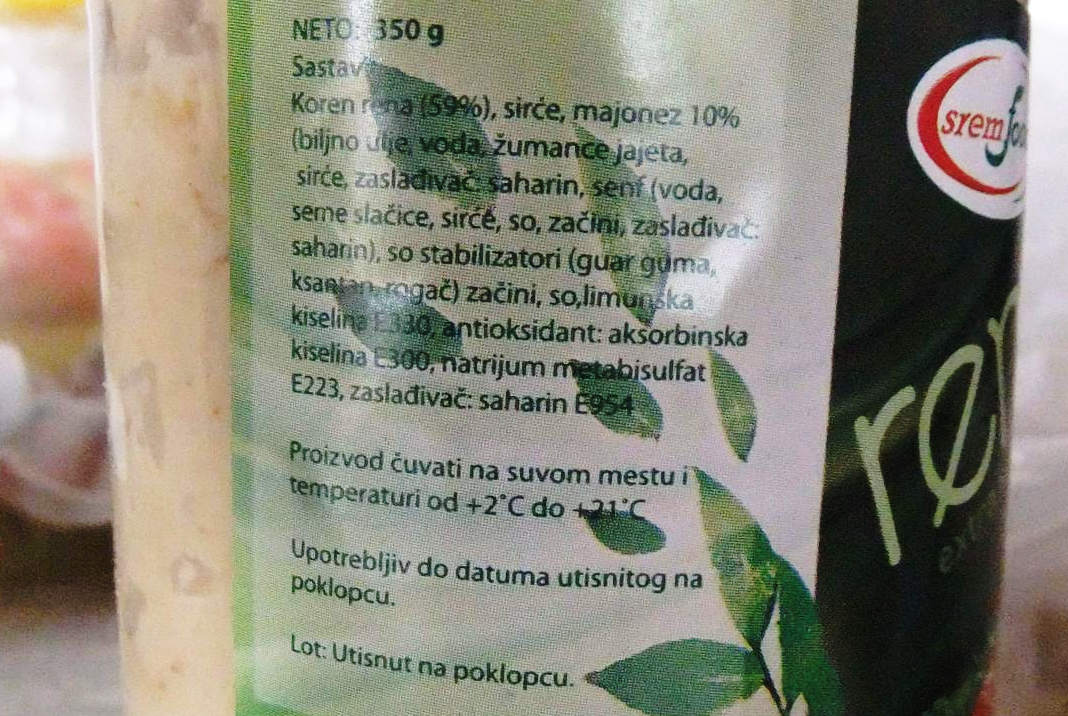 NETO: 350 g
Sastav:
Koren rena (59%), sirće, majonez 10%
(biljno ulje, voda, žumance jajeta,
sirće, zaslađivač: saharin, senf (voda,
seme slačice, sirćé, so, začini, zaslađivač:
saharin), so stabilizatori (guar guma,
ksantan, rogač) začini, so,limunska
kiselina E330, antioksidant: aksorbinska
kiselina E300, natrijum metabisulfat
E223, zaslađivač: saharin E954
Proizvod čuvati na suvom mestu i
temperaturi od +2°C do +21°C
Upotrebljiv do datuma utisnitog na
poklopcu.
Lot: Utisnut na poklopcu.
srem
ren